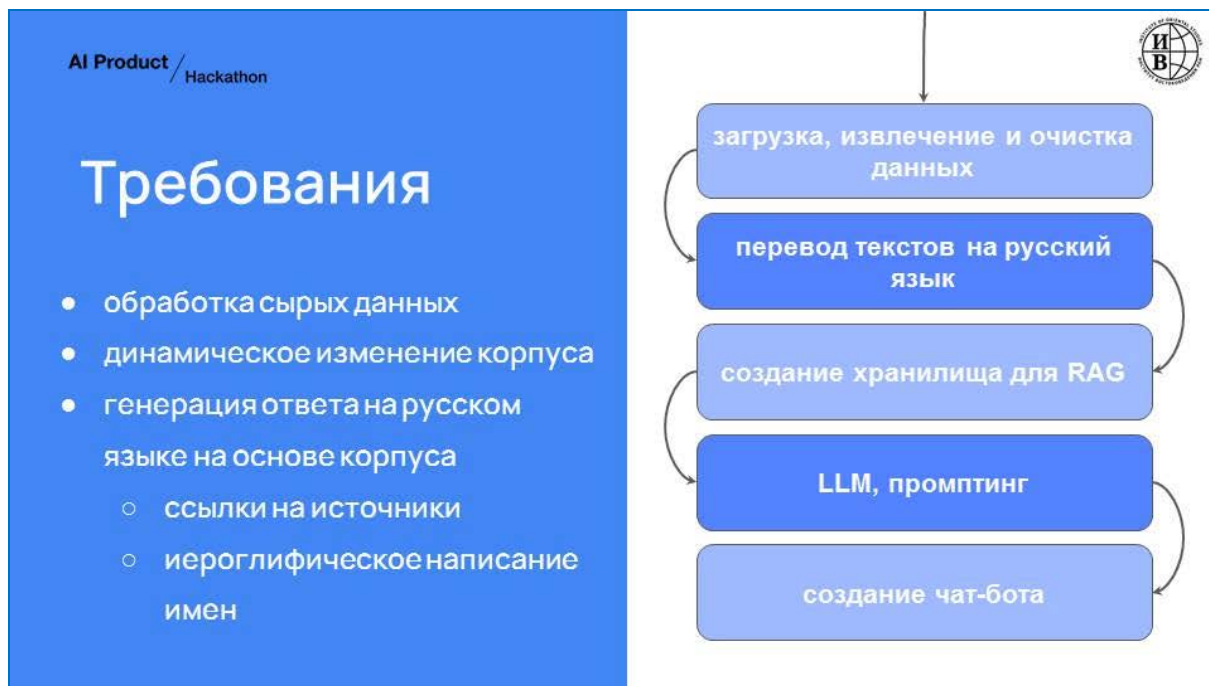 AI Product / Hackathon
Требования
● обработка сырых данных
● динамическое изменение корпуса
● генерация ответа на русском
языке на основе корпуса
○ ссылки на источники
○ иероглифическое написание
имен
ИВ
загрузка, извлечение и очистка
данных
перевод текстов на русский
язык
создание хранилища для RAG
LLM, промптинг
создание чат-бота